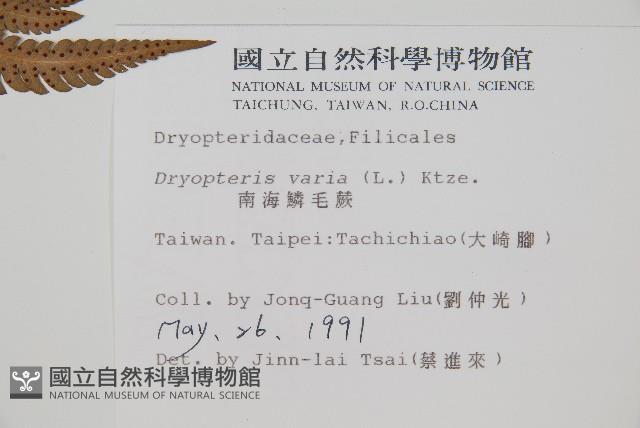 國立自然科學博物館
NATIONAL MUSEUM OF NATURAL SCIENCE
TAICHUNG, TAIWAN, R.O.CHINA
Dryopteridaceae,Filicales
Dryopteris varia (L.) Ktze.
南海鱗毛蕨
Taiwan. Taipei:Tachichiao(大崎腳)
Coll. by Jonq-Guang Liu(劉仲光)
May, 26, 1991
Det. by Jinn-lai Tsai(蔡進來)
國立自然科學博物館
NATIONAL MUSEUM OF NATURAL SCIENCE